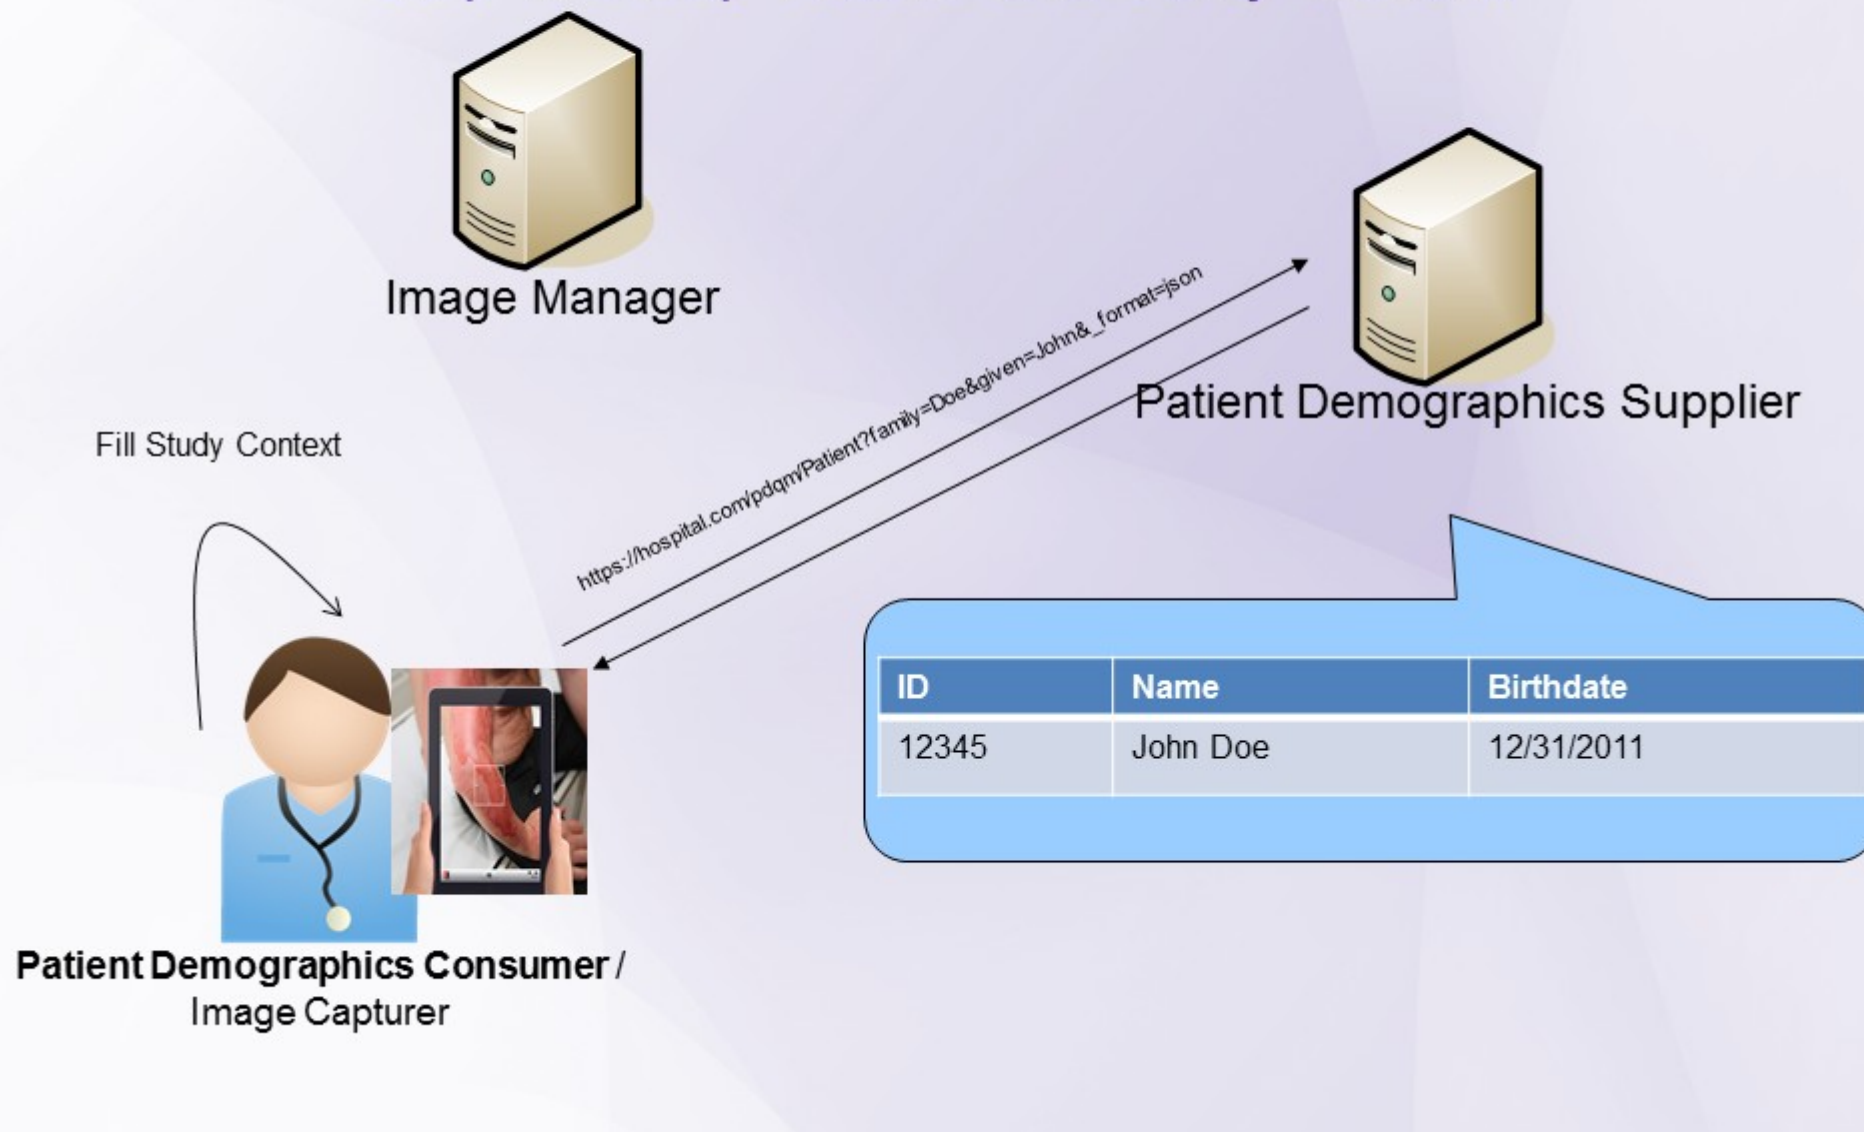 Image Manager
https://hospital.com/pdqm/Patient?family=Doe&given=John&_format=json
Patient Demographics Supplier
Fill Study Context
ID Name Birthdate
12345 John Doe 12/31/2011
Patient Demographics Consumer /
Image Capturer